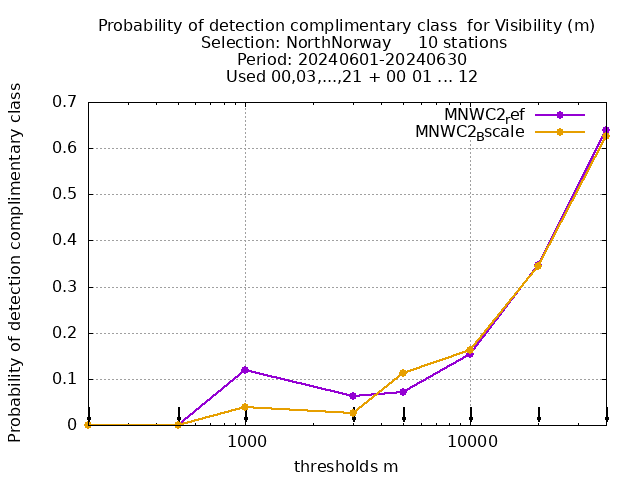 Probability of detection complimentary class  for Visibility (m)
Selection: NorthNorway     10 stations
Period: 20240601-20240630
Used 00,03,...,21 + 00 01 ... 12
Probability of detection complimentary class
0.7
0.6
0.5
0.4
0.3
0.2
0.1
0
MNWC2ref
MNWC2Bscale
1000
10000
thresholds m